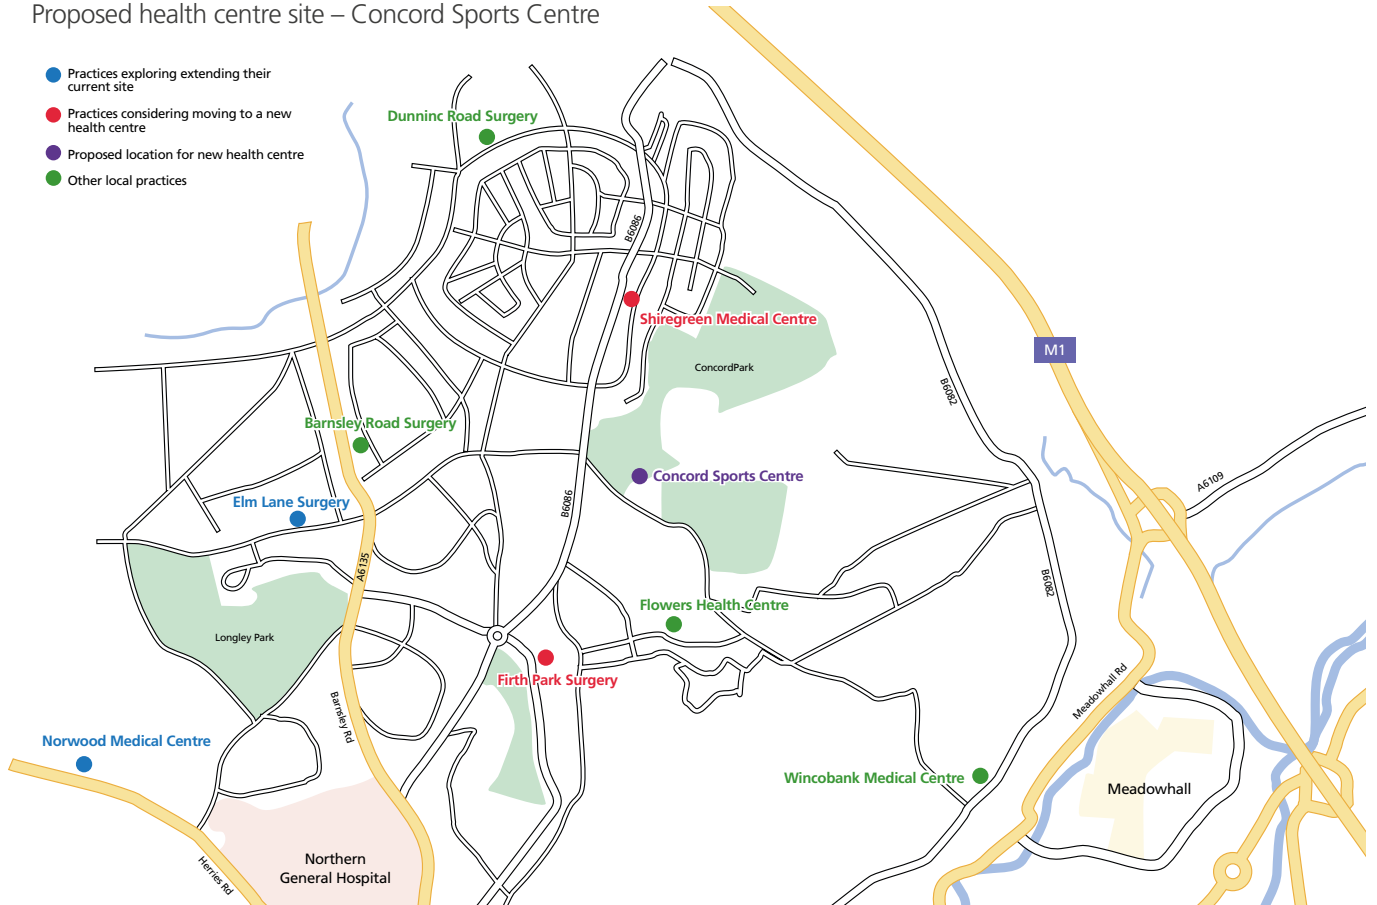 Proposed health centre site – Concord Sports Centre
Practices exploring extending their
current site
Practice considering moving to a new
health centre
Proposed location for new health centre
Other local practices
Dunninc Road Surgery
B6086
Shiregreen Medical Centre
ConcordPark
M1
B6082
Barnsley Road Surgery
Concord Sports Centre
A6109
Elm Lane Surgery
B6086
A6135
B6082
Flowers Health Centre
Longley Park
Firth Park Surgery
Meadowhall Rd
Barnsley Rd
Norwood Medical Centre
Wincobank Medical Centre
Meadowhall
Northern
General Hospital
Herries Rd